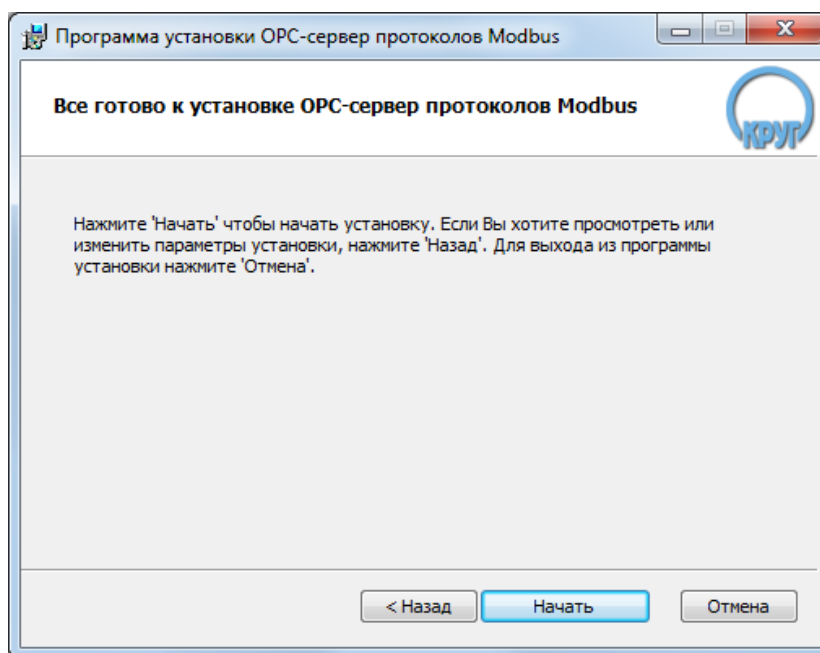 Программа установки OPC-сервер протоколов Modbus
Все готово к установке OPC-сервер протоколов Modbus
КРУГ
Нажмите 'Начать' чтобы начать установку. Если Вы хотите просмотреть или
изменить параметры установки, нажмите 'Назад'. Для выхода из программы
установки нажмите 'Отмена'.
< Назад
Начать
Отмена